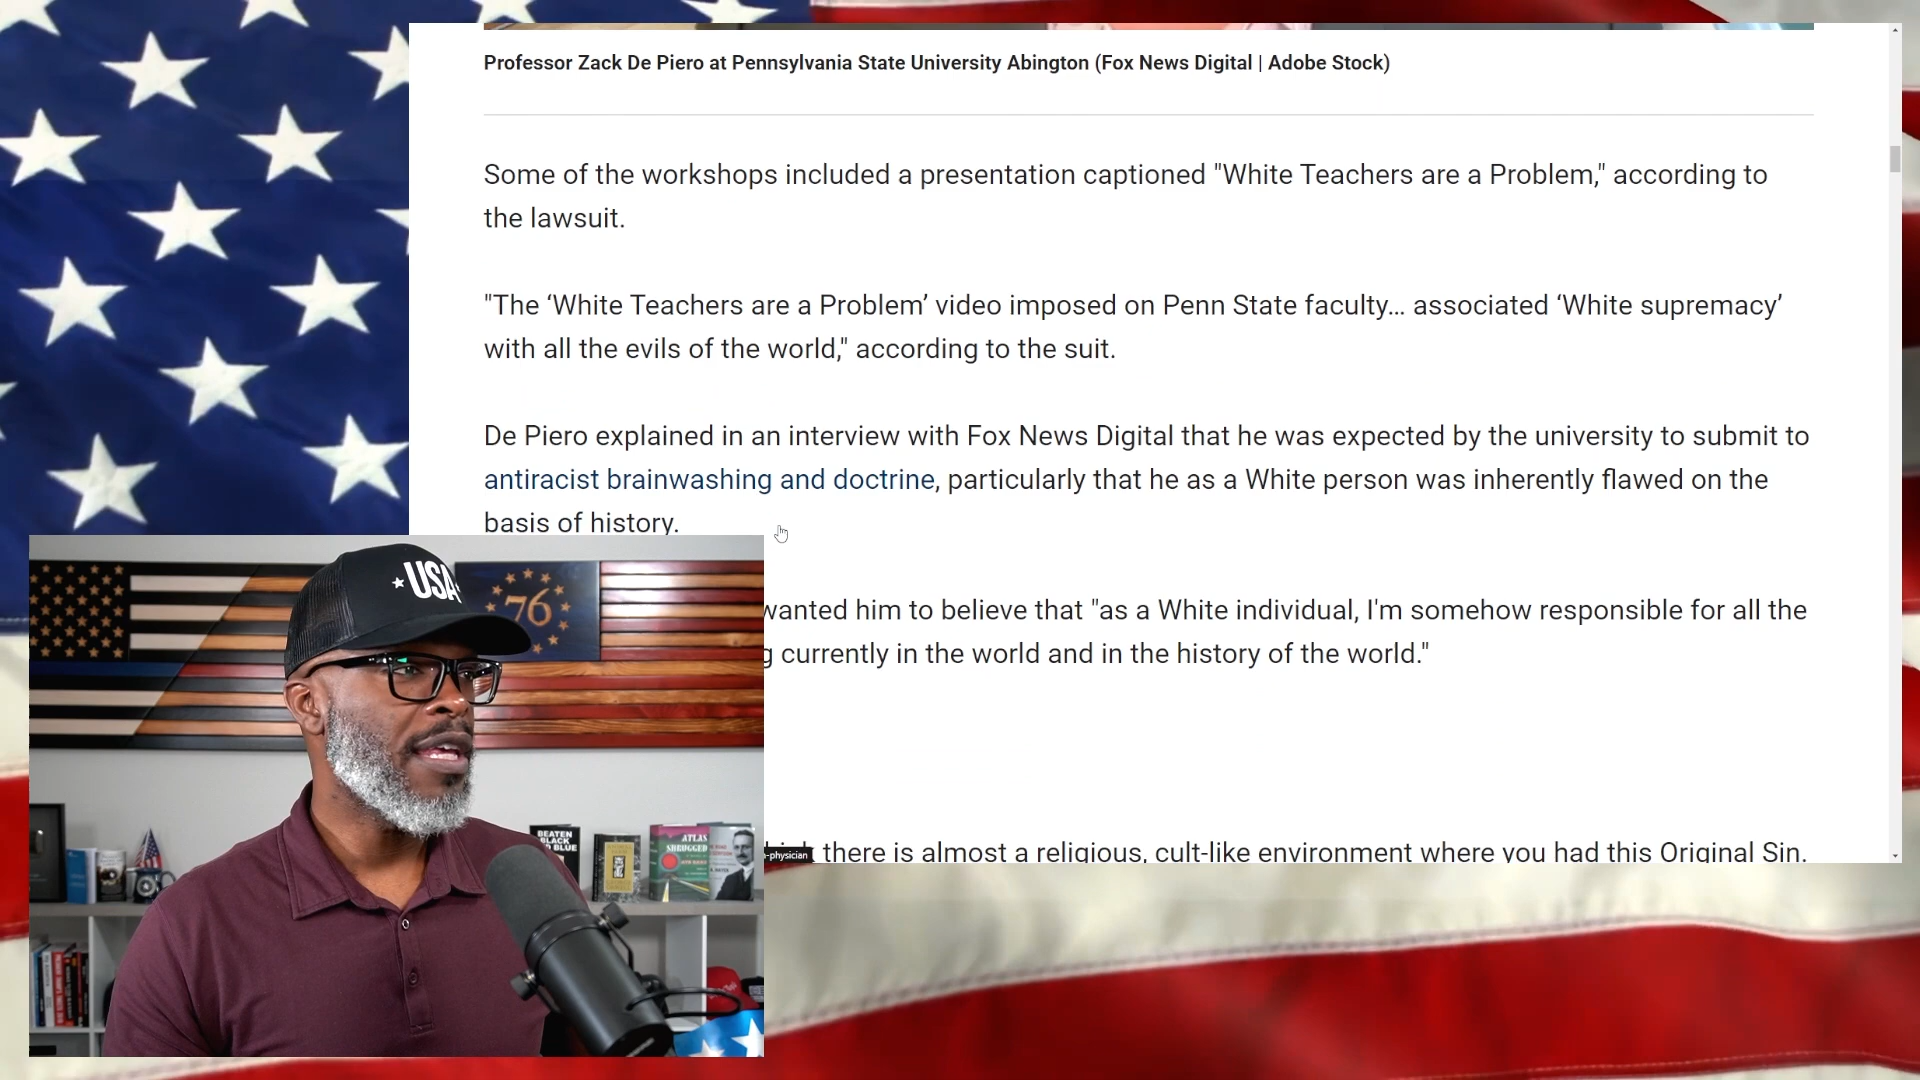 Professor Zack De Piero at Pennsylvania State University Abington (Fox News Digital | Adobe Stock)
Some of the workshops included a presentation captioned "White Teachers are a Problem," according to
the lawsuit.
"The ‘White Teachers are a Problem’ video imposed on Penn State faculty... associated ‘White supremacy’
with all the evils of the world," according to the suit.
De Piero explained in an interview with Fox News Digital that he was expected by the university to submit to
antiracist brainwashing and doctrine, particularly that he as a White person was inherently flawed on the
basis of history.
wanted him to believe that "as a White individual, I'm somehow responsible for all the
currently in the world and in the history of the world."
there is almost a religious, cult-like environment where you had this Original Sin.
-physician
USA
76
BEATEN
BLACK
BLUE
ATLAS
SHRUGGED